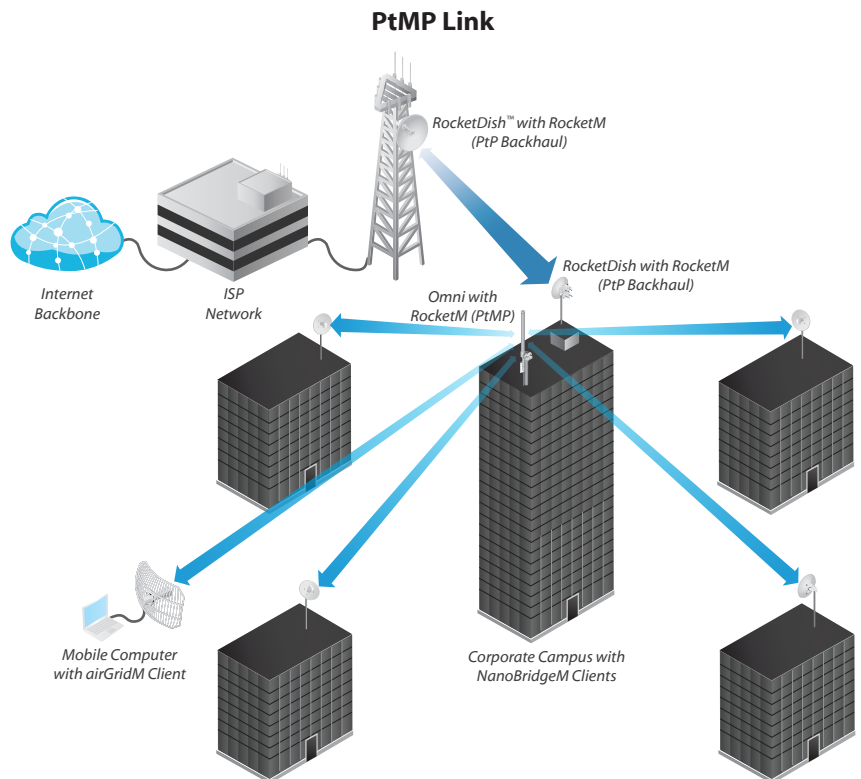 PtMP Link
RocketDish™ with RocketM
(PtP Backhaul)
Internet
Backbone
ISP
Network
RocketDish with RocketM
(PtP Backhaul)
Omni with
RocketM (PtMP)
Mobile Computer
with airGridM Client
Corporate Campus with
NanoBridgeM Clients